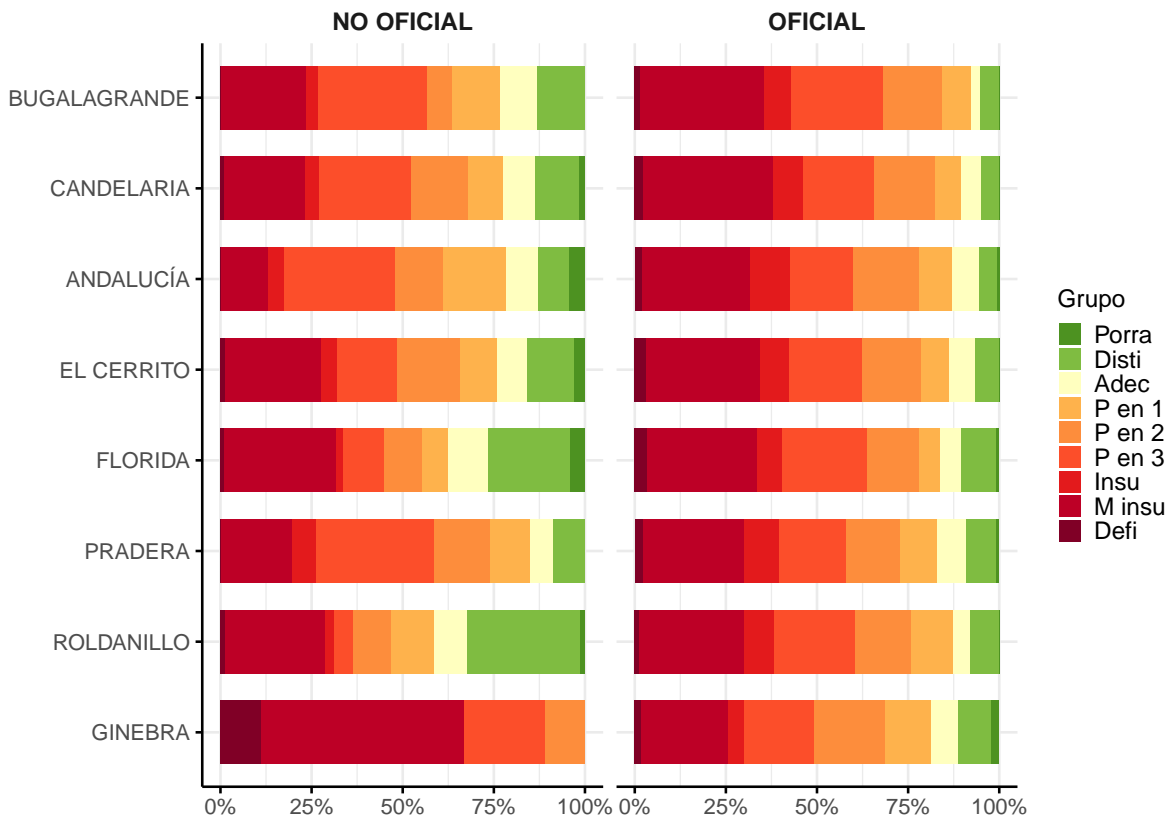 NO OFICIAL
OFICIAL
BUGALAGRANDE
CANDELARIA
ANDALUCÍA
EL CERRITO
FLORIDA
PRADERA
ROLDANILLO
GINEBRA
0% 25% 50% 75% 100%
0% 25% 50% 75% 100%
Grupo
Porra
Disti
Adec
P en 1
P en 2
P en 3
Insu
M insu
Defi